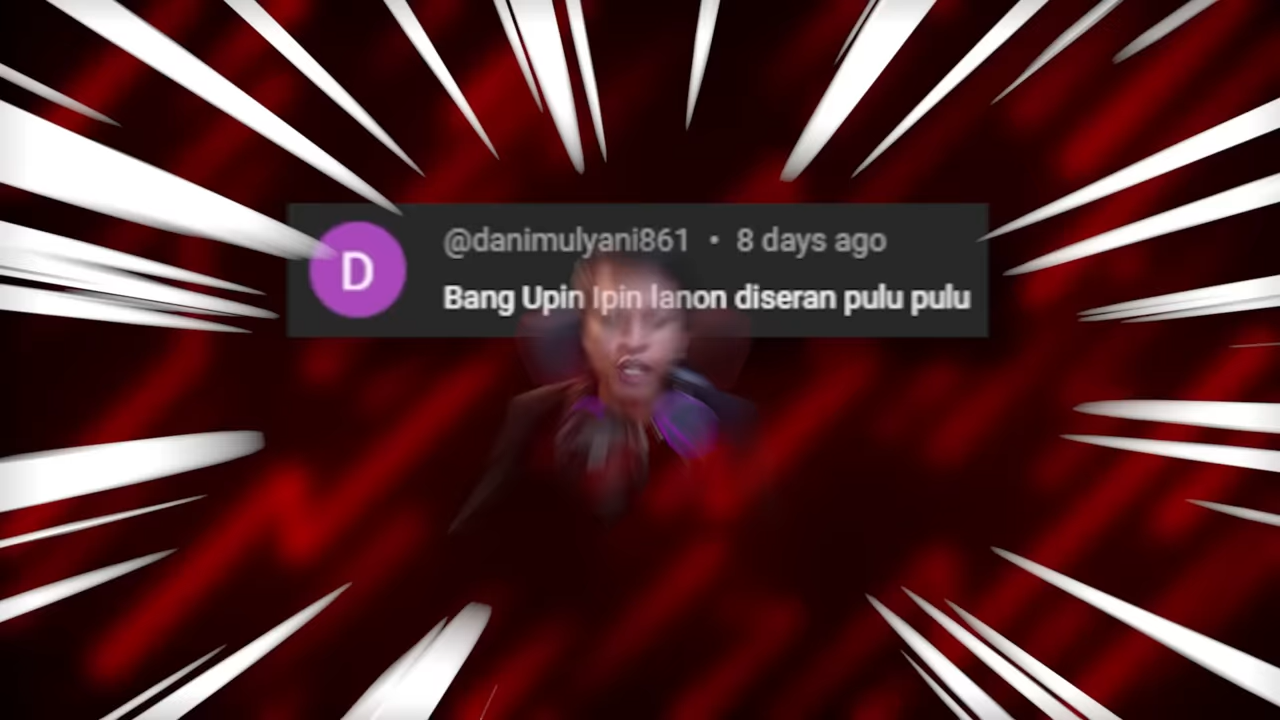 D
@danimulyani861 • 8 days ago
Bang Upin Ipin lanon diseran pulu pulu